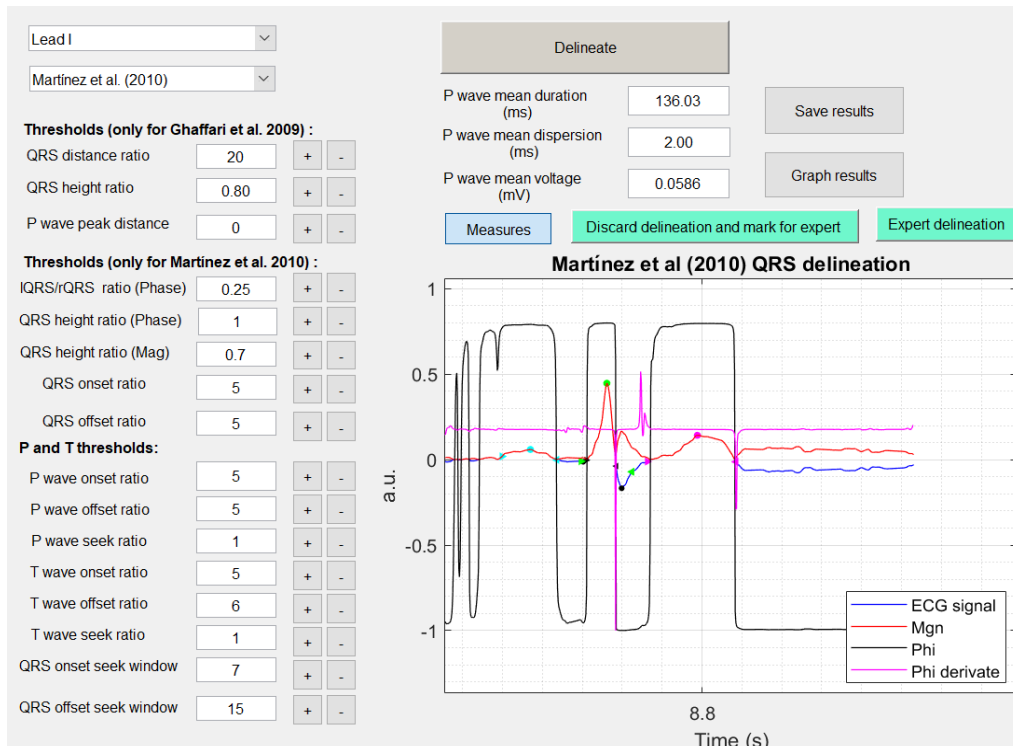 Lead I
Martínez et al. (2010)
Thresholds (only for Ghaffari et al. 2009) :
QRS distance ratio 20 + -
QRS height ratio 0.80 + -
P wave peak distance 0 + -
Thresholds (only for Martínez et al. 2010) :
lQRS/rQRS ratio (Phase) 0.25 + -
QRS height ratio (Phase) 1 + -
QRS height ratio (Mag) 0.7 + -
QRS onset ratio 5 + -
QRS offset ratio 5 + -
P and T thresholds:
P wave onset ratio 5 + -
P wave offset ratio 5 + -
P wave seek ratio 1 + -
T wave onset ratio 5 + -
T wave offset ratio 6 + -
T wave seek ratio 1 + -
QRS onset seek window 7 + -
QRS offset seek window 15 + -
Delineate
P wave mean duration
(ms) 136.03
P wave mean dispersion
(ms) 2.00
P wave mean voltage
(mV) 0.0586
Save results
Graph results
Measures
Discard delineation and mark for expert
Expert delineation
Martínez et al (2010) QRS delineation
1
0.5
0
-0.5
-1
a.u.
ECG signal
Mgn
Phi
Phi derivate
8.8
Time (s)